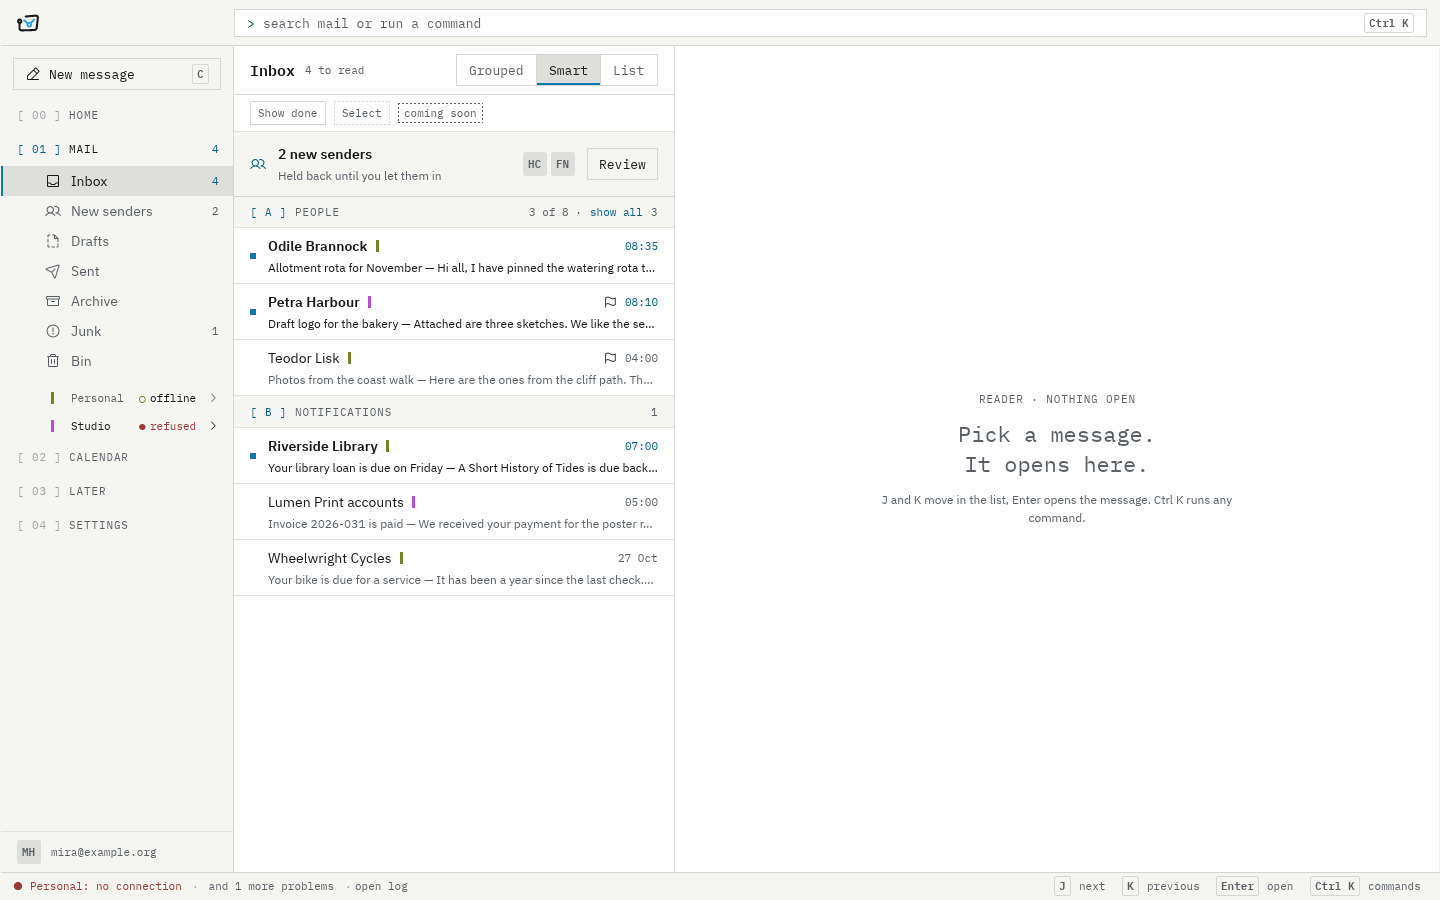 > search mail or run a command Ctrl K
New message C
[ 00 ] HOME
[ 01 ] MAIL 4
Inbox 4
New senders 2
Drafts
Sent
Archive
Junk 1
Bin
Personal offline
Studio refused
[ 02 ] CALENDAR
[ 03 ] LATER
[ 04 ] SETTINGS
MH mira@example.org
Inbox 4 to read Grouped Smart List
Show done Select coming soon
2 new senders
Held back until you let them in
HC FN Review
[ A ] PEOPLE 3 of 8 · show all 3
Odile Brannock 08:35
Allotment rota for November — Hi all, I have pinned the watering rota t...
Petra Harbour 08:10
Draft logo for the bakery — Attached are three sketches. We like the se...
Teodor Lisk 04:00
Photos from the coast walk — Here are the ones from the cliff path. Th...
[ B ] NOTIFICATIONS 1
Riverside Library 07:00
Your library loan is due on Friday — A Short History of Tides is due back...
Lumen Print accounts 05:00
Invoice 2026-031 is paid — We received your payment for the poster r...
Wheelwright Cycles 27 Oct
Your bike is due for a service — It has been a year since the last check....
READER · NOTHING OPEN
Pick a message.
It opens here.
J and K move in the list, Enter opens the message. Ctrl K runs any
command.
Personal: no connection · and 1 more problems · open log
J next K previous Enter open Ctrl K commands